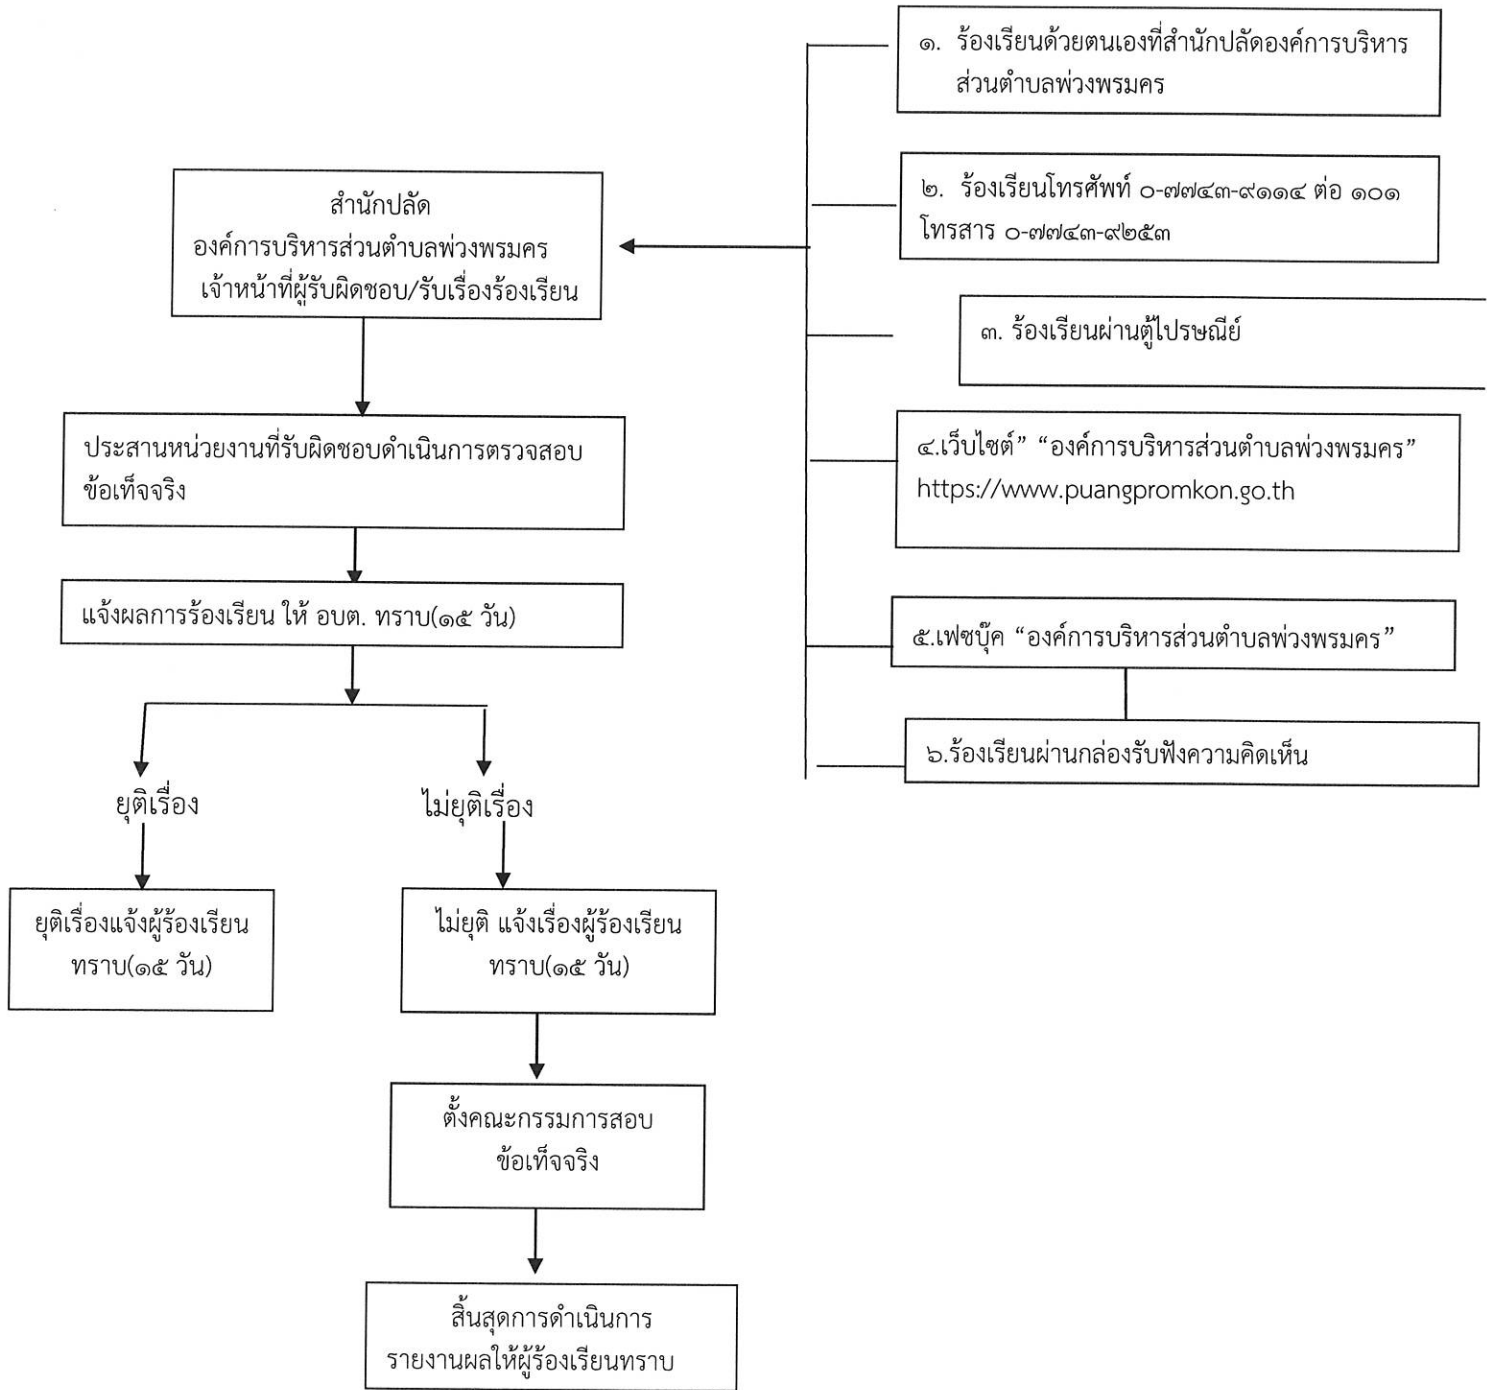 ๑. ร้องเรียนด้วยตนเองที่สำนักปลัดองค์การบริหาร
ส่วนตำบลพ่วงพรมคร
๒. ร้องเรียนโทรศัพท์ ๐-๗๗๔๓-๙๑๑๔ ต่อ ๑๐๑
โทรสาร ๐-๗๗๔๓-๙๒๕๓
๓. ร้องเรียนผ่านตู้ไปรษณีย์
๔.เว็บไซต์” “องค์การบริหารส่วนตำบลพ่วงพรมคร”
https://www.puangpromkon.go.th
๕.เฟซบุ๊ค “องค์การบริหารส่วนตำบลพ่วงพรมคร”
๖.ร้องเรียนผ่านกล่องรับฟังความคิดเห็น
สำนักปลัด
องค์การบริหารส่วนตำบลพ่วงพรมคร
เจ้าหน้าที่ผู้รับผิดชอบ/รับเรื่องร้องเรียน
ประสานหน่วยงานที่รับผิดชอบดำเนินการตรวจสอบ
ข้อเท็จจริง
แจ้งผลการร้องเรียน ให้ อบต. ทราบ(๑๕ วัน)
ยุติเรื่อง
ไม่ยุติเรื่อง
ยุติเรื่องแจ้งผู้ร้องเรียน
ทราบ(๑๕ วัน)
ไม่ยุติ แจ้งเรื่องผู้ร้องเรียน
ทราบ(๑๕ วัน)
ตั้งคณะกรรมการสอบ
ข้อเท็จจริง
สิ้นสุดการดำเนินการ
รายงานผลให้ผู้ร้องเรียนทราบ